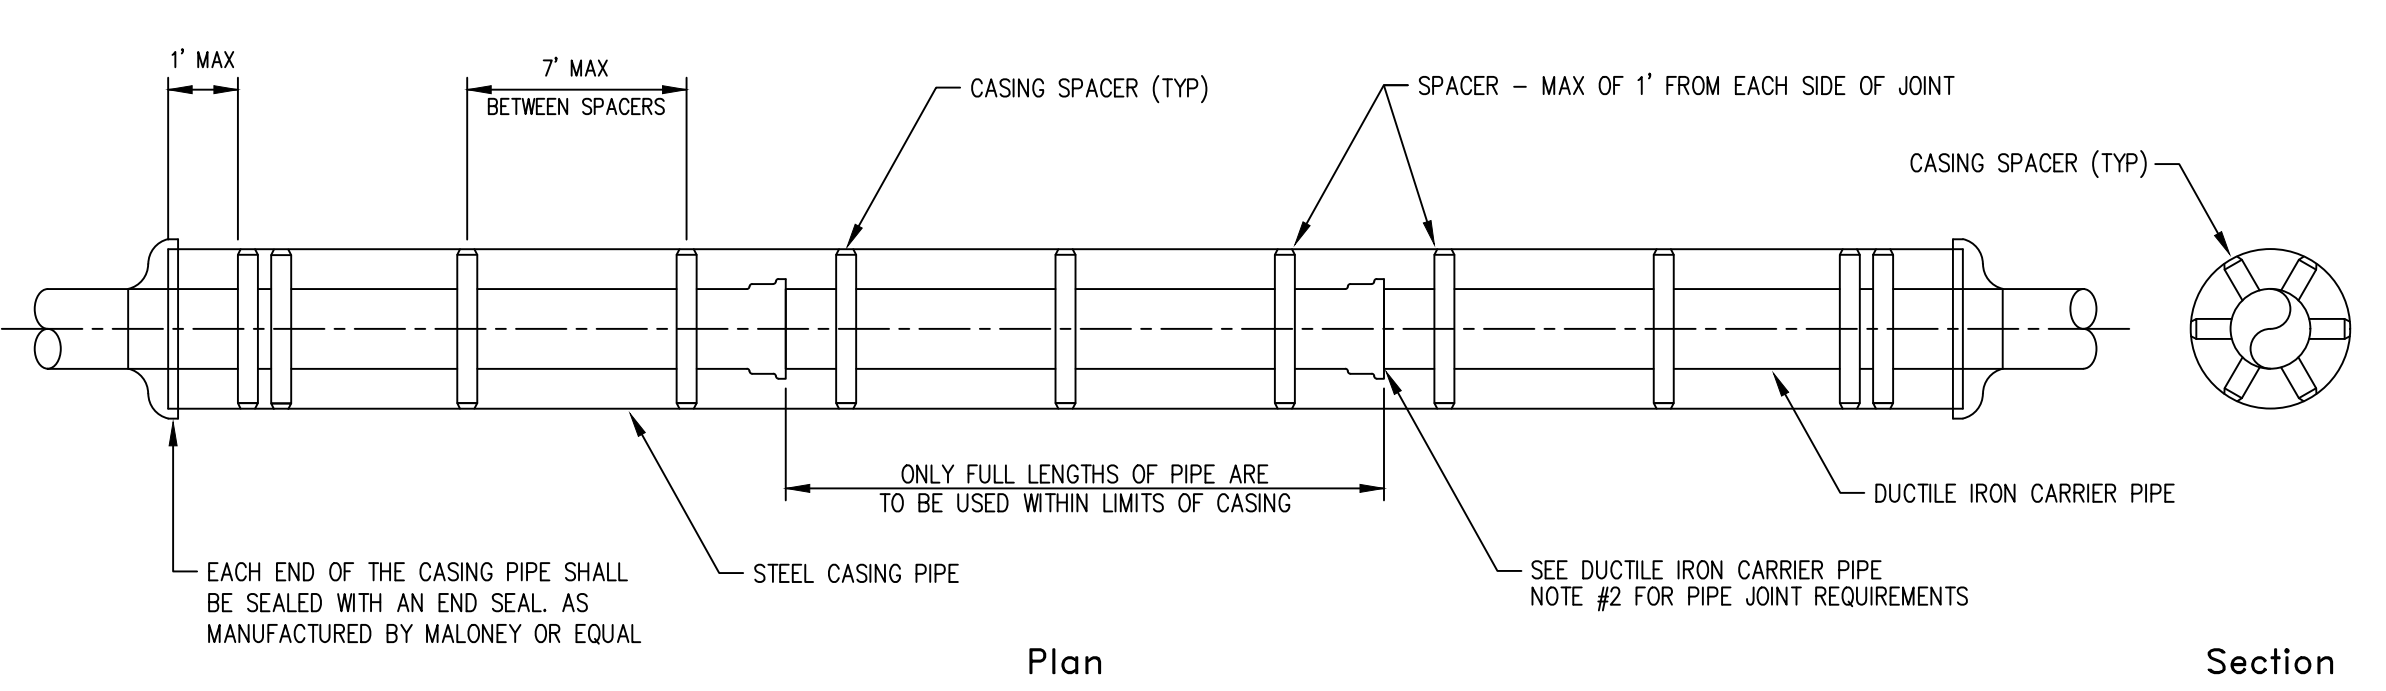 1' MAX
7' MAX
BETWEEN SPACERS
CASING SPACER (TYP)
SPACER – MAX OF 1' FROM EACH SIDE OF JOINT
CASING SPACER (TYP)
ONLY FULL LENGTHS OF PIPE ARE
TO BE USED WITHIN LIMITS OF CASING
DUCTILE IRON CARRIER PIPE
EACH END OF THE CASING PIPE SHALL
BE SEALED WITH AN END SEAL. AS
MANUFACTURED BY MALONEY OR EQUAL
STEEL CASING PIPE
SEE DUCTILE IRON CARRIER PIPE
NOTE #2 FOR PIPE JOINT REQUIREMENTS
Plan
Section